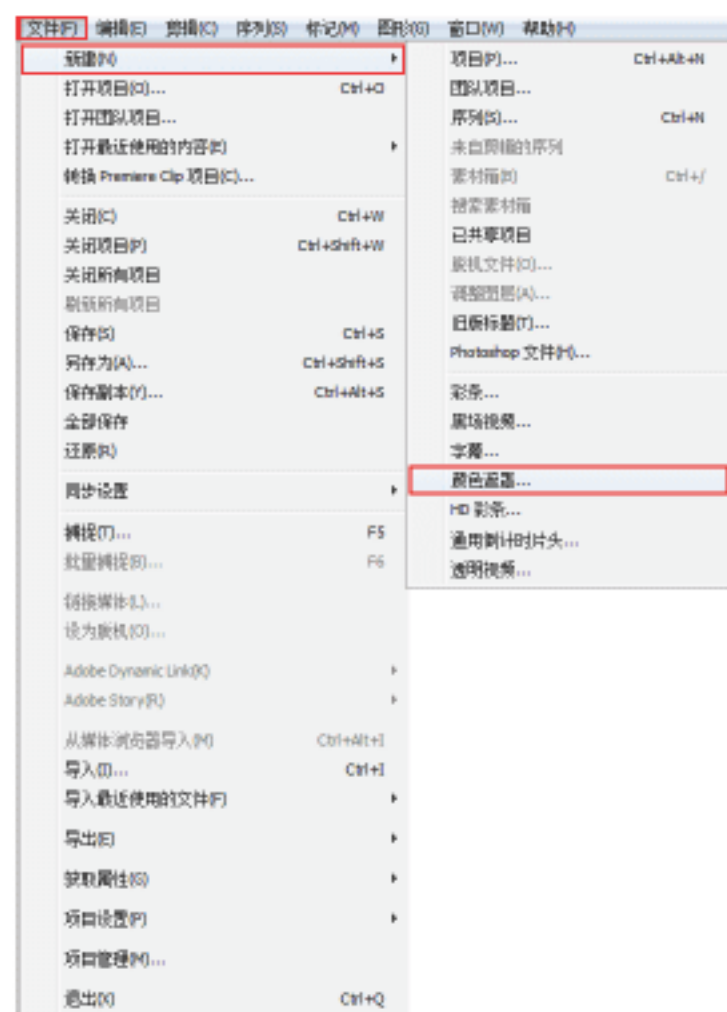 文件(F) 编辑(E) 剪辑(C) 序列(S) 标记(M) 图形(G) 窗口(W) 帮助(H)
新建(N)
打开项目(O)... Ctrl+O
打开团队项目...
打开最近使用的内容(E)
转换 Premiere Clip 项目(C)...
关闭(C) Ctrl+W
关闭项目(P) Ctrl+Shift+W
关闭所有项目
刷新所有项目
保存(S) Ctrl+S
另存为(A)... Ctrl+Shift+S
保存副本(Y)... Ctrl+Alt+S
全部保存
还原(R)
同步设置
捕捉(T)... F5
批量捕捉(B)... F6
链接媒体(L)...
设为脱机(O)...
Adobe Dynamic Link(K)
Adobe Story(R)
从媒体浏览器导入(M) Ctrl+Alt+I
导入(I)... Ctrl+I
导入最近使用的文件(F)
导出(E)
获取属性(G)
项目设置(P)
项目管理(M)...
退出(X) Ctrl+Q
项目(P)... Ctrl+Alt+N
团队项目...
序列(S)... Ctrl+N
来自剪辑的序列
素材箱(B) Ctrl+/
搜索素材箱
已共享项目
脱机文件(O)...
调整图层(A)...
旧版标题(T)...
Photoshop 文件(H)...
彩条...
黑场视频...
字幕...
颜色遮罩...
HD 彩条...
通用倒计时片头...
透明视频...